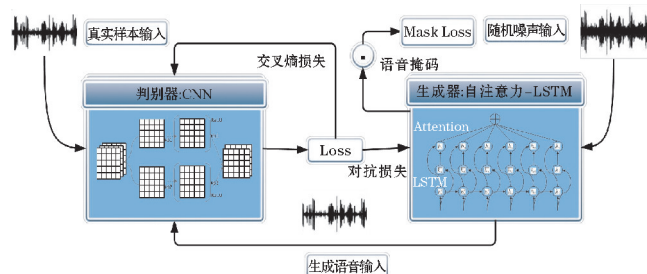 真实样本输入
交叉熵损失
Mask Loss
随机噪声输入
语音掩码
判别器:CNN
生成器:自注意力-LSTM
Attention
Loss
LSTM
对抗损失
生成语音输入